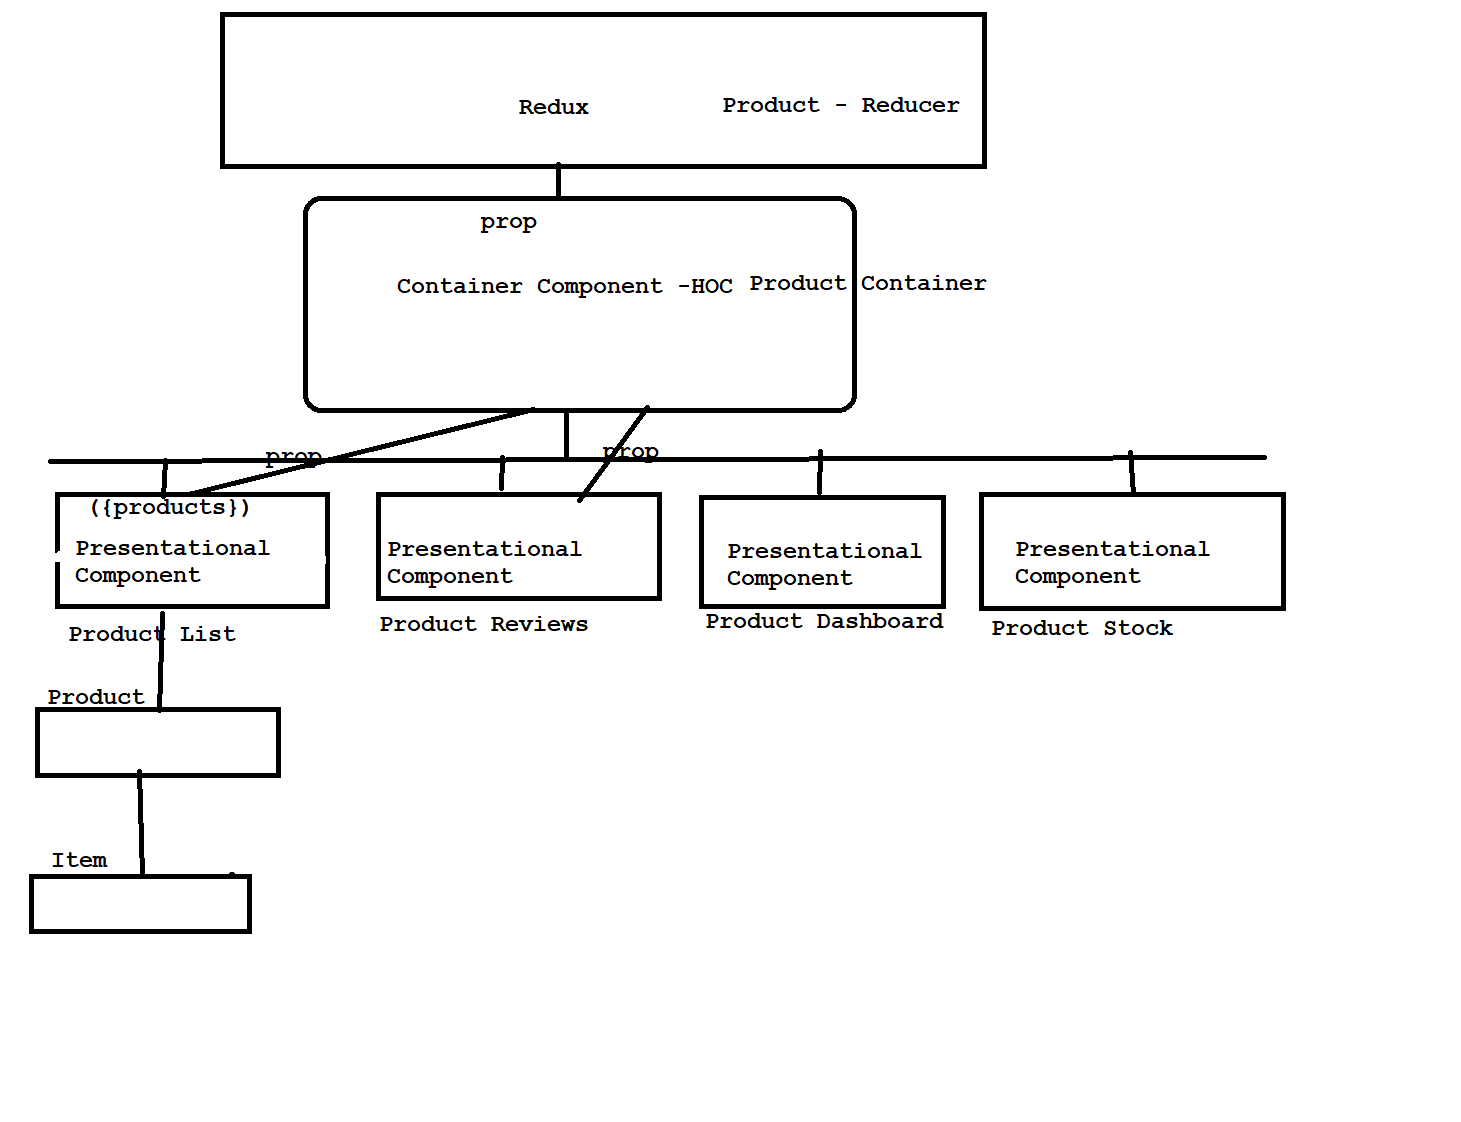 Redux
Product - Reducer
prop
Container Component -HOC
Product Container
prop
prop
({products})
Presentational
Component
Presentational
Component
Presentational
Component
Presentational
Component
Product List
Product Reviews
Product Dashboard
Product Stock
Product
Item